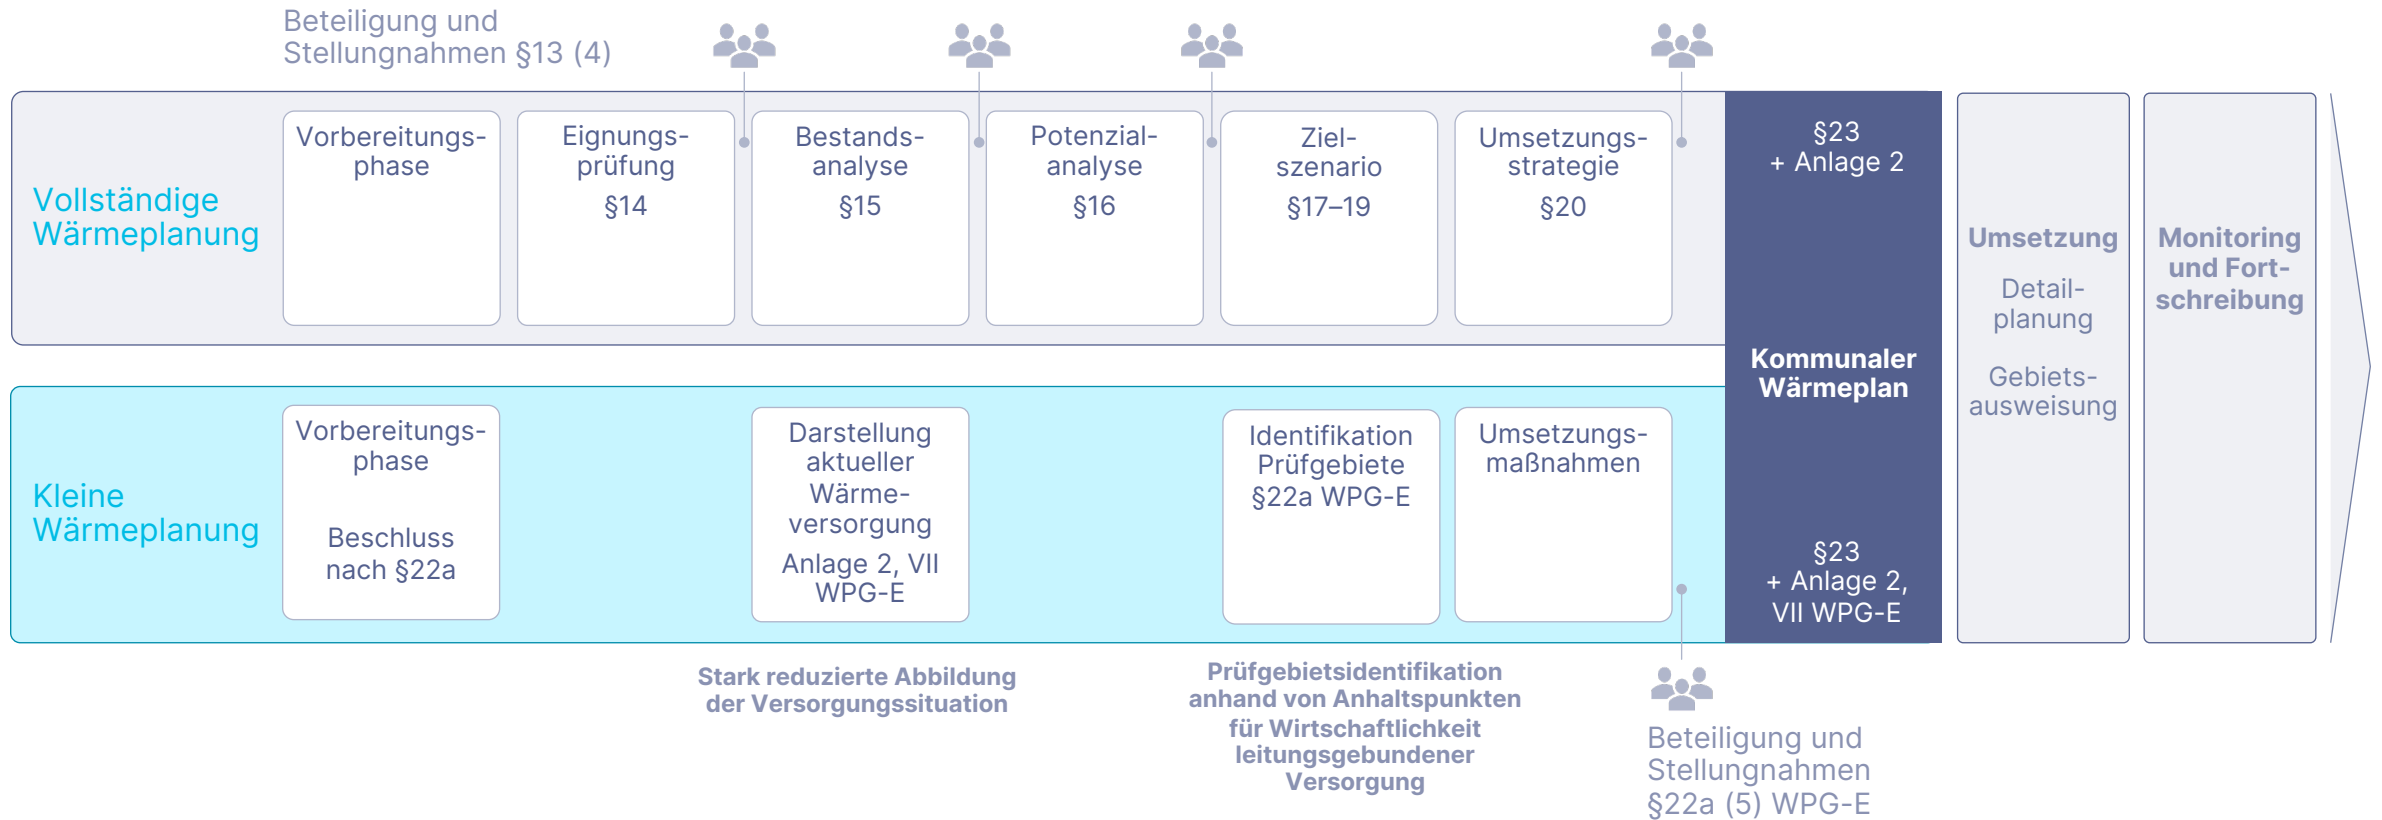 Beteiligung und
Stellungnahmen §13 (4)
Vollständige
Wärmeplanung
Vorbereitungs-
phase
Eignungs-
prüfung
§14
Bestands-
analyse
§15
Potenzial-
analyse
§16
Ziel-
szenario
§17–19
Umsetzungs-
strategie
§20
§23
+ Anlage 2
Kommunaler
Wärmeplan
§23
+ Anlage 2,
VII WPG-E
Umsetzung
Detail-
planung
Gebiets-
ausweisung
Monitoring
und Fort-
schreibung
Kleine
Wärmeplanung
Vorbereitungs-
phase
Beschluss
nach §22a
Darstellung
aktueller
Wärme-
versorgung
Anlage 2, VII
WPG-E
Identifikation
Prüfgebiete
§22a WPG-E
Umsetzungs-
maßnahmen
Stark reduzierte Abbildung
der Versorgungssituation
Prüfgebietsidentifikation
anhand von Anhaltspunkten
für Wirtschaftlichkeit
leitungsgebundener
Versorgung
Beteiligung und
Stellungnahmen
§22a (5) WPG-E